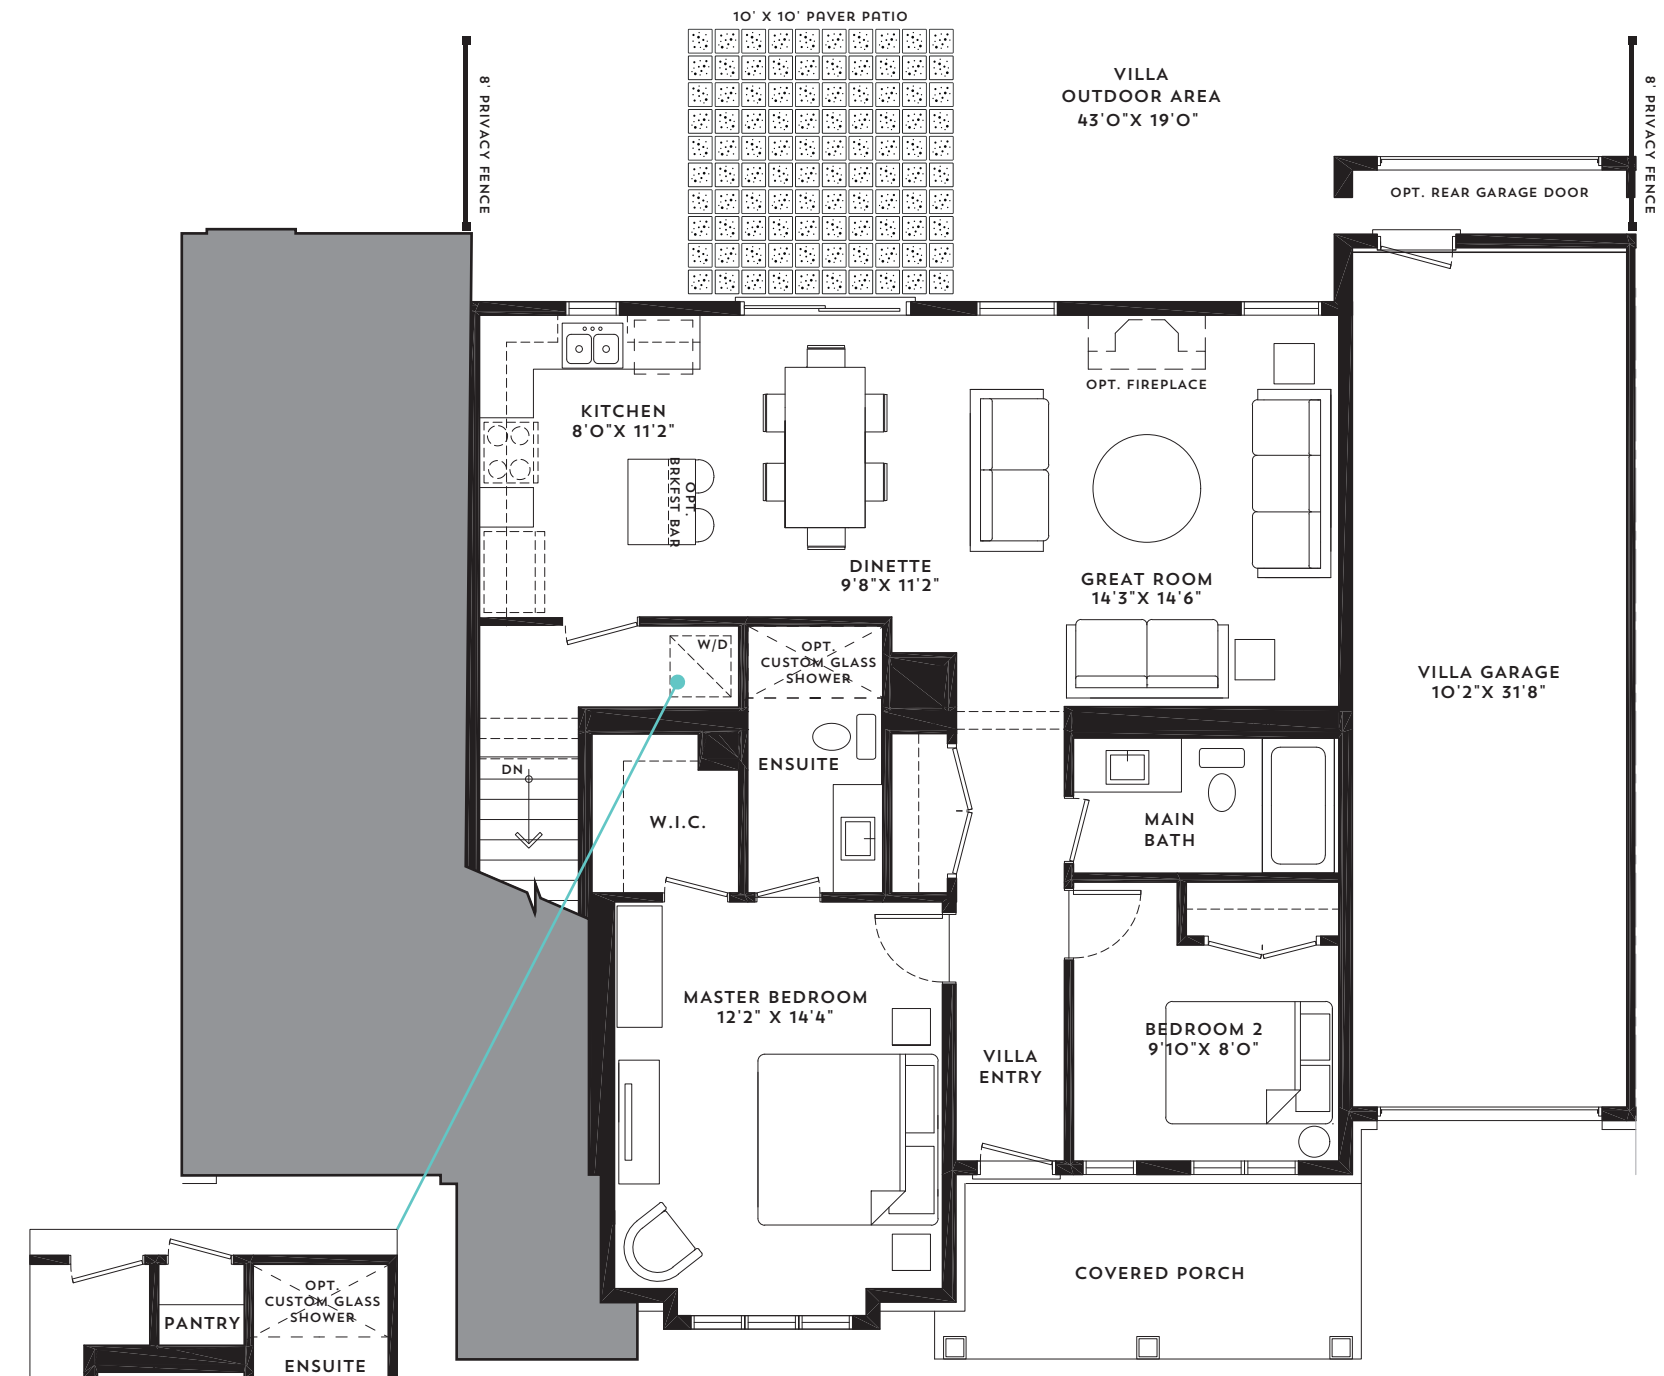 10' X 10' PAVER PATIO
8' PRIVACY FENCE
VILLA
OUTDOOR AREA
43'0"X 19'0"
8' PRIVACY FENCE
OPT. REAR GARAGE DOOR
OPT. FIREPLACE
KITCHEN
8'0"X 11'2"
OPT.
BRKFST BAR
DINETTE
9'8"X 11'2"
GREAT ROOM
14'3"X 14'6"
W/D
OPT.
CUSTOM GLASS
SHOWER
VILLA GARAGE
10'2"X 31'8"
DN
ENSUITE
W.I.C.
MAIN
BATH
MASTER BEDROOM
12'2" X 14'4"
VILLA
ENTRY
BEDROOM 2
9'10"X 8'0"
COVERED PORCH
OPT.
CUSTOM GLASS
SHOWER
PANTRY
ENSUITE